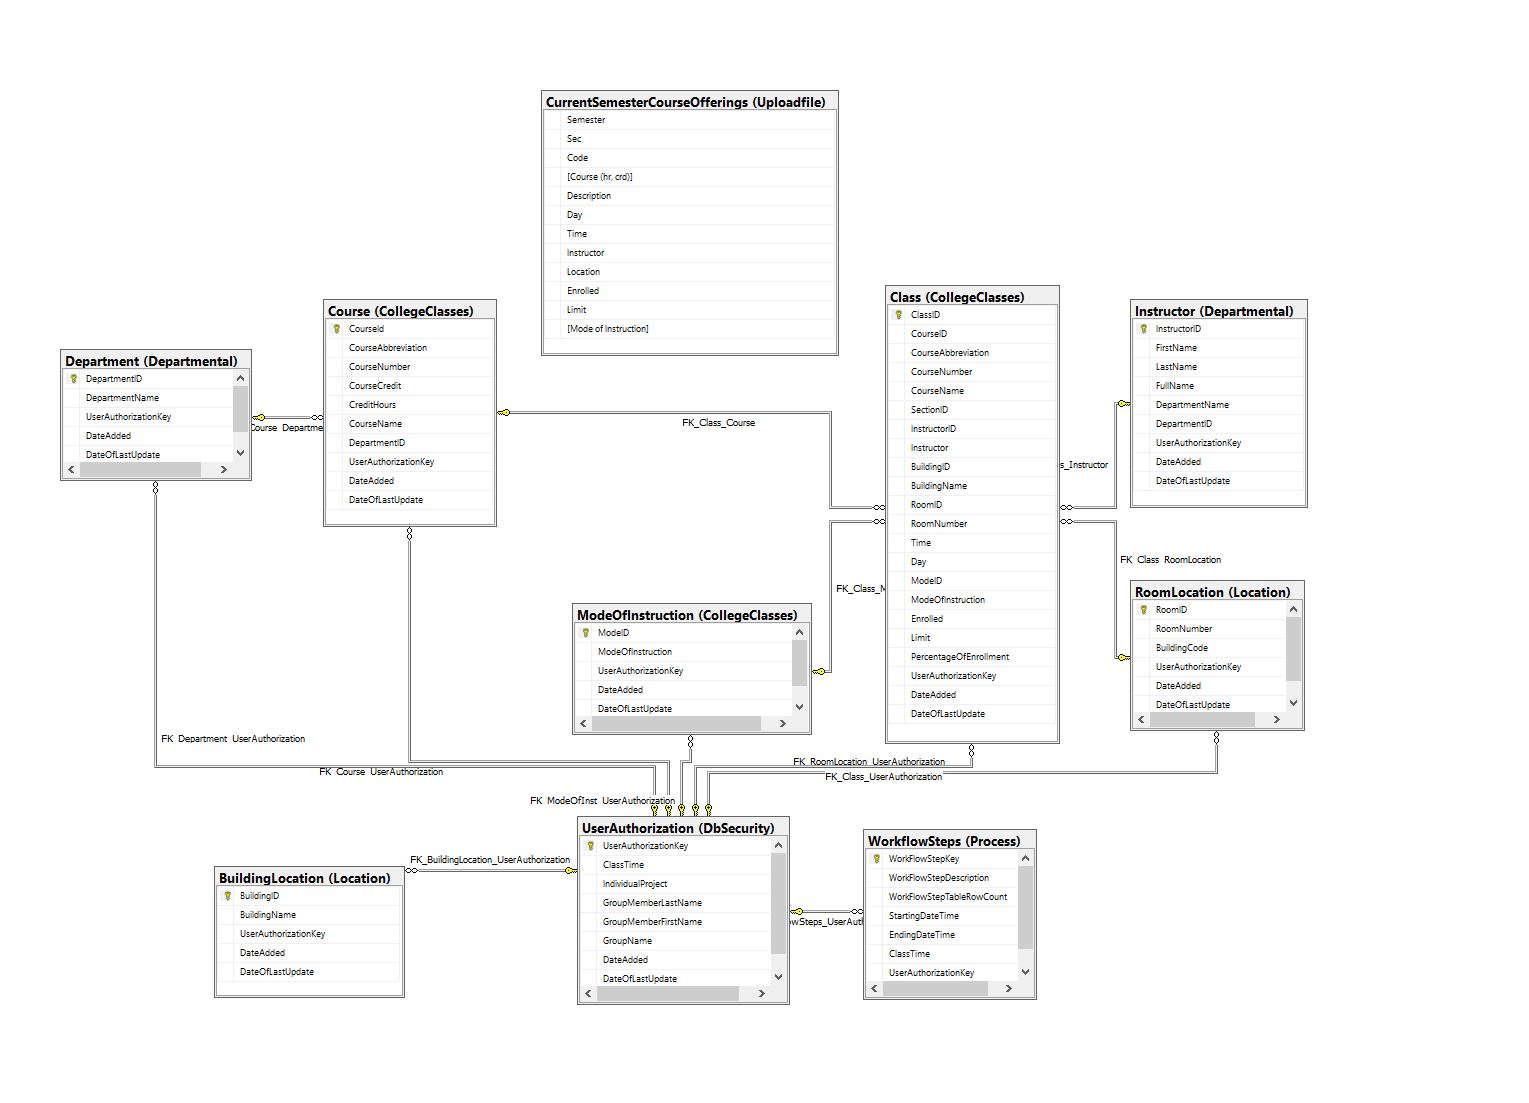 CurrentSemesterCourseOfferings (Uploadfile)
Semester
Sec
Code
[Course (hr, crd)]
Description
Day
Time
Instructor
Location
Enrolled
Limit
[Mode of Instruction]
Department (Departmental)
DepartmentID
DepartmentName
UserAuthorizationKey
DateAdded
DateOfLastUpdate
Course (CollegeClasses)
CourseId
CourseAbbreviation
CourseNumber
CourseCredit
CreditHours
CourseName
DepartmentID
UserAuthorizationKey
DateAdded
DateOfLastUpdate
Course_Departme
FK_Class_Course
Class (CollegeClasses)
ClassID
CourseID
CourseAbbreviation
CourseNumber
CourseName
SectionID
InstructorID
Instructor
BuildingID
BuildingName
RoomID
RoomNumber
Time
Day
ModeID
ModeOfInstruction
Enrolled
Limit
PercentageOfEnrollment
UserAuthorizationKey
DateAdded
DateOfLastUpdate
Instructor (Departmental)
InstructorID
FirstName
LastName
FullName
DepartmentName
DepartmentID
UserAuthorizationKey
DateAdded
DateOfLastUpdate
s_Instructor
FK_Class_RoomLocation
FK_Class_M
ModeOfInstruction (CollegeClasses)
ModeID
ModeOfInstruction
UserAuthorizationKey
DateAdded
DateOfLastUpdate
RoomLocation (Location)
RoomID
RoomNumber
BuildingCode
UserAuthorizationKey
DateAdded
DateOfLastUpdate
FK_Department_UserAuthorization
FK_Course_UserAuthorization
FK_RoomLocation_UserAuthorization
FK_Class_UserAuthorization
FK_ModeOfInst_UserAuthorization
UserAuthorization (DbSecurity)
UserAuthorizationKey
ClassTime
IndividualProject
GroupMemberLastName
GroupMemberFirstName
GroupName
DateAdded
DateOfLastUpdate
FK_BuildingLocation_UserAuthorization
BuildingLocation (Location)
BuildingID
BuildingName
UserAuthorizationKey
DateAdded
DateOfLastUpdate
wSteps_UserAuth
WorkflowSteps (Process)
WorkFlowStepKey
WorkFlowStepDescription
WorkFlowStepTableRowCount
StartingDateTime
EndingDateTime
ClassTime
UserAuthorizationKey